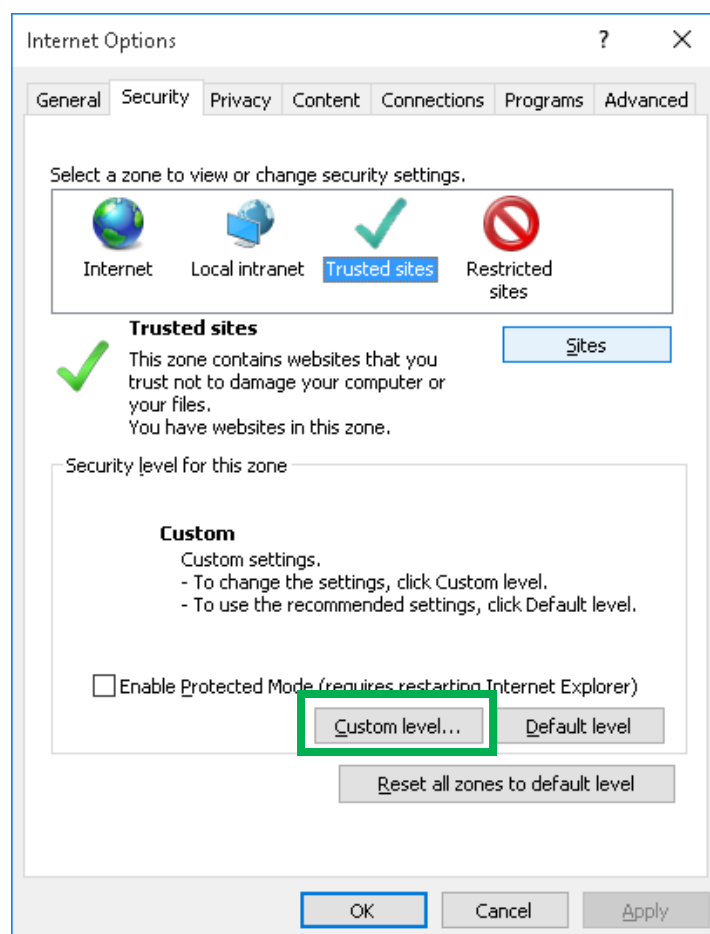 Internet Options ?
General Security Privacy Content Connections Programs Advanced
Select a zone to view or change security settings.
Internet Local intranet Trusted sites Restricted sites
Trusted sites
Sites
This zone contains websites that you
trust not to damage your computer or
your files.
You have websites in this zone.
Security level for this zone
Custom
Custom settings.
- To change the settings, click Custom level.
- To use the recommended settings, click Default level.
Enable Protected Mode (requires restarting Internet Explorer)
Custom level... Default level
Reset all zones to default level
OK Cancel Apply